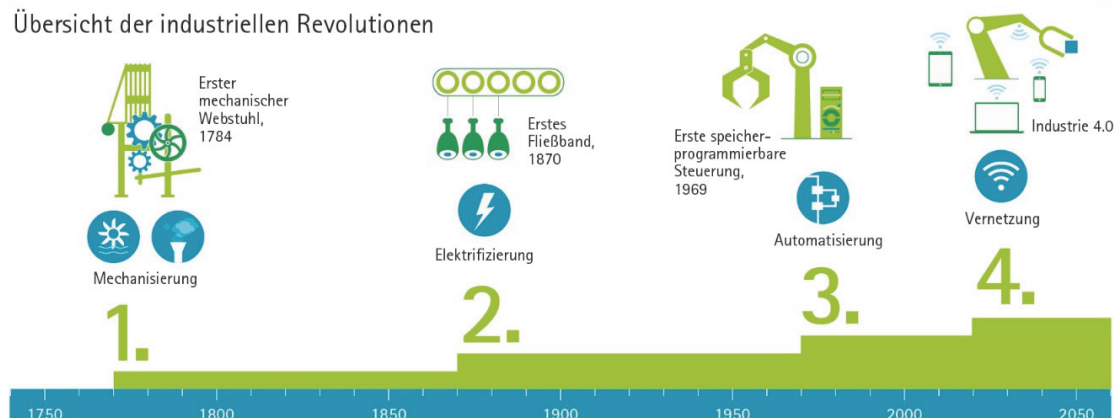 Übersicht der industriellen Revolutionen
Erster
mechanischer
Webstuhl,
1784
Mechanisierung
1.
Erstes
Fließband,
1870
Elektrifizierung
2.
Erste speicher-
programmierbare
Steuerung,
1969
Automatisierung
3.
Industrie 4.0
Vernetzung
4.
1750 1800 1850 1900 1950 2000 2050